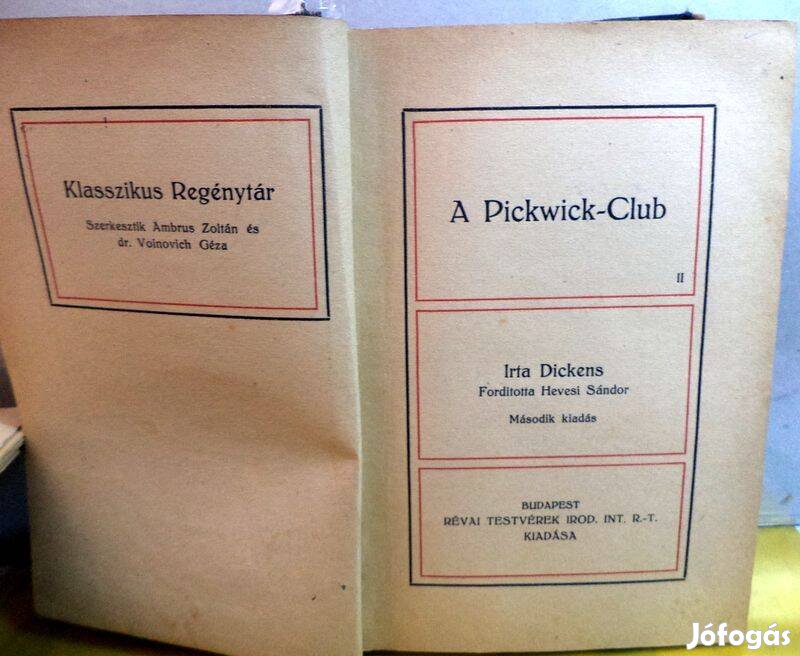 Klasszikus Regénytár
Szerkesztik Ambrus Zoltán és
dr. Voinovich Géza
A Pickwick-Club
II
Irta Dickens
Forditotta Hevesi Sándor
Második kiadás
BUDAPEST
RÉVAI TESTVÉREK IROD. INT. R.-T.
KIADÁSA
Jófogás